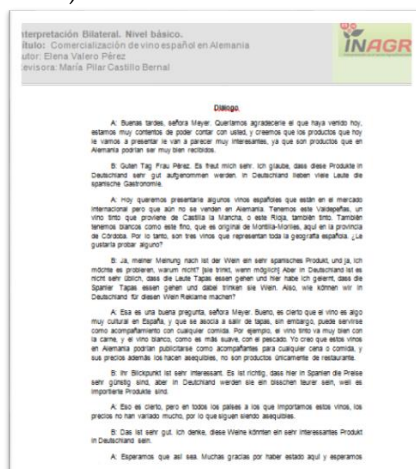 nterpretación Bilateral. Nivel básico.
ítulo: Comercialización de vino español en Alemania
utor: Elena Valero Pérez
evisora: María Pilar Castillo Bernal
INAGR
Diálogo.
A: Buenas tardes, señora Meyer. Queríamos agradecerle el que haya venido hoy,
estamos muy contentos de poder contar con usted, y creemos que los productos que hoy
le vamos a presentar le van a parecer muy interesantes, ya que son productos que en
Alemania podrían ser muy bien recibidos.
B: Guten Tag Frau Pérez. Es freut mich sehr. Ich glaube, dass diese Produkte in
Deutschland sehr gut aufgenommen werden. In Deutschland lieben viele Leute die
spanische Gastronomie.
A: Hoy queremos presentarle algunos vinos españoles que están en el mercado
internacional pero que aún no se venden en Alemania. Tenemos este Valdepeñas, un
vino tinto que proviene de Castilla la Mancha, o este Rioja, también tinto. También
tenemos blancos como este fino, que es original de Montilla-Moriles, aquí en la provincia
de Córdoba. Por lo tanto, son tres vinos que representan toda la geografía española. ¿Le
gustaría probar alguno?
B: Ja, meiner Meinung nach ist der Wein ein sehr spanisches Produkt, und ja, ich
möchte es probieren, warum nicht? [sie trinkt, wenn möglich] Aber in Deutschland ist es
nicht sehr üblich, dass die Leute Tapas essen gehen und hier habe ich gelernt, dass die
Spanier Tapas essen gehen und dabei trinken sie Wein. Also, wie können wir in
Deutschland für diesen Wein Reklame machen?
A: Esa es una buena pregunta, señora Meyer. Bueno, es cierto que el vino es algo
muy cultural en España, y que se asocia a salir de tapas, sin embargo, puede servirse
como acompañamiento con cualquier comida. Por ejemplo, el vino tinto va muy bien con
la carne, y el vino blanco, como es más suave, con el pescado. Yo creo que estos vinos
en Alemania podrían publicitarse como acompañantes para cualquier cena o comida, y
sus precios además los hacen asequibles, no son productos únicamente de restaurante.
B: Ihr Blickpunkt ist sehr interessant. Es ist richtig, dass hier in Spanien die Preise
sehr günstig sind, aber in Deutchland werden sie ein bisschen teurer sein, weil es
importierte Produkte sind.
A: Eso es cierto, pero en todos los países a los que importamos estos vinos, los
precios no han variado mucho, por lo que siguen siendo asequibles.
B: Das ist sehr gut. Ich denke, diese Weine könnten ein sehr interessantes Produkt
in Deutschland sein.
A: Esperamos que así sea. Muchas gracias por haber estado aquí y esperamos